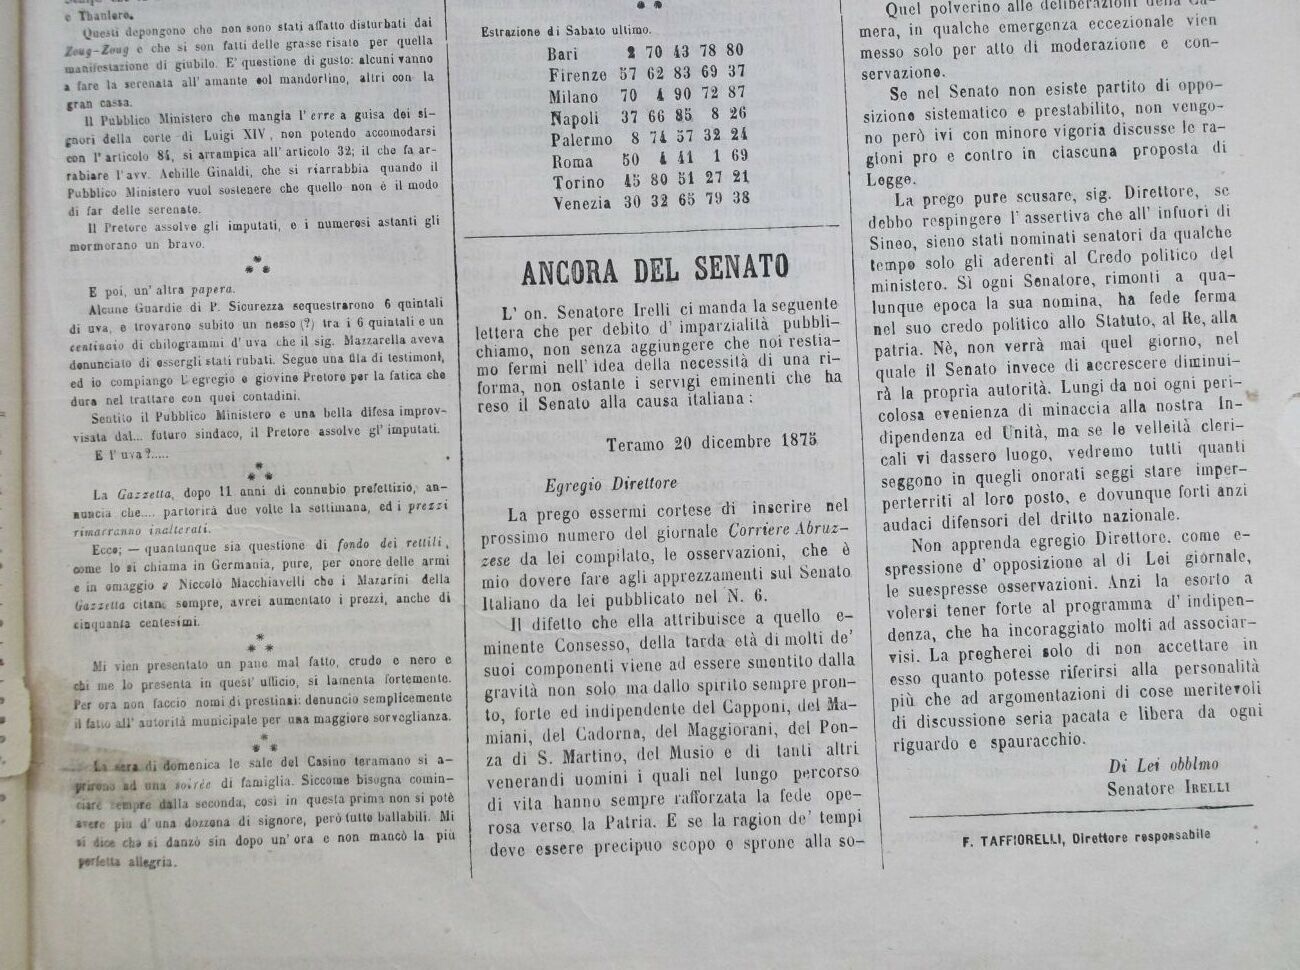 e Thaniero.
Questi depongono che non sono stati affatto disturbati dai
Zoug-Zoug e che si son fatti delle grasse risate per quella
manifestazione di giubilo. E' questione di gusto: alcuni vanno
a fare la serenata all' amante col mandorlino, altri con la
gran cassa.
Il Pubblico Ministero che mangia l' erre a guisa dei si-
gnori della corte di Luigi XIV, non potendo accomodarsi
con l' articolo 84, si arrampica all' articolo 32; il che fa ar-
rabiare l'avv. Achille Ginaldi, che si riarrabbia quando il
Pubblico Ministero vuol sostenere che quello non è il modo
di far delle serenate.
Il Pretore assolve gli imputati, e i numerosi astanti gli
mormorano un bravo.
* * *
E poi, un' altra papera.
Alcune Guardie di P. Sicurezza sequestrarono 6 quintali
di uva, e trovarono subito un nesso (?) tra i 6 quintali e un
centinaio di chilogrammi d' uva che il sig. Mazzarella aveva
denunciato di essergli stati rubati. Segue una fila di testimonî,
ed io compiango l'egregio e giovine Pretore per la fatica che
dura nel trattare con quei contadini.
Sentito il Pubblico Ministero e una bella difesa improv-
visata dal... futuro sindaco, il Pretore assolve gl' imputati.
E l' uva?.....
* * *
La Gazzetta, dopo 11 anni di connubio prefettizio, an-
nuncia che.... partorirà due volte la settimana, ed i prezzi
rimarranno inalterati.
Ecco; — quantunque sia questione di fondo dei rettili,
come lo si chiama in Germania, pure, per onore delle armi
e in omaggio a Niccolò Macchiavelli che i Mazarini della
Gazzetta citano sempre, avrei aumentato i prezzi, anche di
cinquanta centesimi.
* * *
Mi vien presentato un pane mal fatto, crudo e nero e
chi me lo presenta in quest' ufficio, si lamenta fortemente.
Per ora non faccio nomi di prestinai: denuncio semplicemente
il fatto all' autorità municipale per una maggiore sorveglianza.
* * *
La sera di domenica le sale del Casino teramano si a-
prirono ad una soirée di famiglia. Siccome bisogna comin-
ciare sempre dalla seconda, così in questa prima non si potè
avere più d' una dozzena di signore, però tutte ballabili. Mi
si dice che si danzò sin dopo un' ora e non mancò la più
perfetta allegria.
* *
Estrazione di Sabato ultimo.
Bari 2 70 43 78 80
Firenze 57 62 83 69 37
Milano 70 4 90 72 87
Napoli 37 66 85 8 26
Palermo 8 74 57 32 24
Roma 50 4 41 1 69
Torino 45 80 51 27 21
Venezia 30 32 65 79 38
ANCORA DEL SENATO
L' on. Senatore Irelli ci manda la seguente
lettera che per debito d' imparzialità pubbli-
chiamo, non senza aggiungere che noi restia-
mo fermi nell' idea della necessità di una ri-
forma, non ostante i servigi eminenti che ha
reso il Senato alla causa italiana:
Teramo 20 dicembre 1875
Egregio Direttore
La prego essermi cortese di inscrire nel
prossimo numero del giornale Corriere Abruz-
zese da lei compilato, le osservazioni, che è
mio dovere fare agli apprezzamenti sul Senato
Italiano da lei pubblicato nel N. 6.
Il difetto che ella attribuisce a quello e-
minente Consesso, della tarda età di molti de'
suoi componenti viene ad essere smentito dalla
gravità non solo ma dallo spirito sempre pron-
to, forte ed indipendente del Capponi, del Ma-
miani, del Cadorna, del Maggiorani, del Pon-
za di S. Martino, del Musio e di tanti altri
venerandi uomini i quali nel lungo percorso
di vita hanno sempre rafforzata la fede ope-
rosa verso la Patria. E se la ragion de' tempi
deve essere precipuo scopo e sprone alla so-
Quel polverino alle deliberazioni della Ca-
mera, in qualche emergenza eccezionale vien
messo solo per atto di moderazione e con-
servazione.
Se nel Senato non esiste partito di oppo-
sizione sistematico e prestabilito, non vengo-
no però ivi con minore vigoria discusse le ra-
gioni pro e contro in ciascuna proposta di
Legge.
La prego pure scusare, sig. Direttore, se
debbo respingere l' assertiva che all' infuori di
Sineo, sieno stati nominati senatori da qualche
tempo solo gli aderenti al Credo politico del
ministero. Sì ogni Senatore, rimonti a qua-
lunque epoca la sua nomina, ha fede ferma
nel suo credo politico allo Statuto, al Re, alla
patria. Nè, non verrà mai quel giorno, nel
quale il Senato invece di accrescere diminui-
rà la propria autorità. Lungi da noi ogni peri-
colosa evenienza di minaccia alla nostra In-
dipendenza ed Unità, ma se le velleità cleri-
cali vi dassero luogo, vedremo tutti quanti
seggono in quegli onorati seggi stare imper-
perterriti al loro posto, e dovunque forti anzi
audaci difensori del dritto nazionale.
Non apprenda egregio Direttore. come e-
spressione d' opposizione al di Lei giornale,
le suespresse osservazioni. Anzi la esorto a
volersi tener forte al programma d' indipen-
denza, che ha incoraggiato molti ad associar-
visi. La pregherei solo di non accettare in
esso quanto potesse riferirsi alla personalità
più che ad argomentazioni di cose meritevoli
di discussione seria pacata e libera da ogni
riguardo e spauracchio.
Di Lei obblmo
Senatore IRELLI
F. TAFFIORELLI, Direttore responsabile